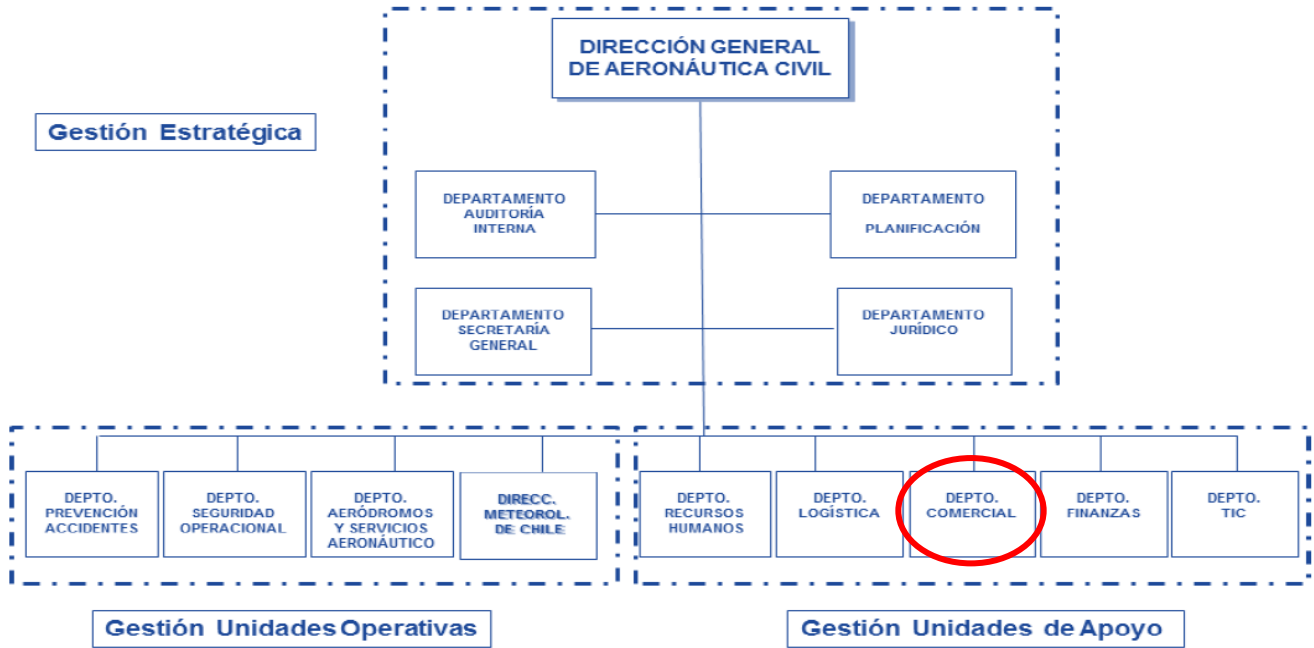 DIRECCIÓN GENERAL
DE AERONÁUTICA CIVIL
Gestión Estratégica
DEPARTAMENTO
AUDITORÍA
INTERNA
DEPARTAMENTO
PLANIFICACIÓN
DEPARTAMENTO
SECRETARÍA
GENERAL
DEPARTAMENTO
JURÍDICO
DEPTO.
PREVENCIÓN
ACCIDENTES
DEPTO.
SEGURIDAD
OPERACIONAL
DEPTO.
AERÓDROMOS
Y SERVICIOS
AERONÁUTICO
DIRECC.
METEOROL.
DE CHILE
DEPTO.
RECURSOS
HUMANOS
DEPTO.
LOGÍSTICA
DEPTO.
COMERCIAL
DEPTO.
FINANZAS
DEPTO.
TIC
Gestión Unidades Operativas
Gestión Unidades de Apoyo